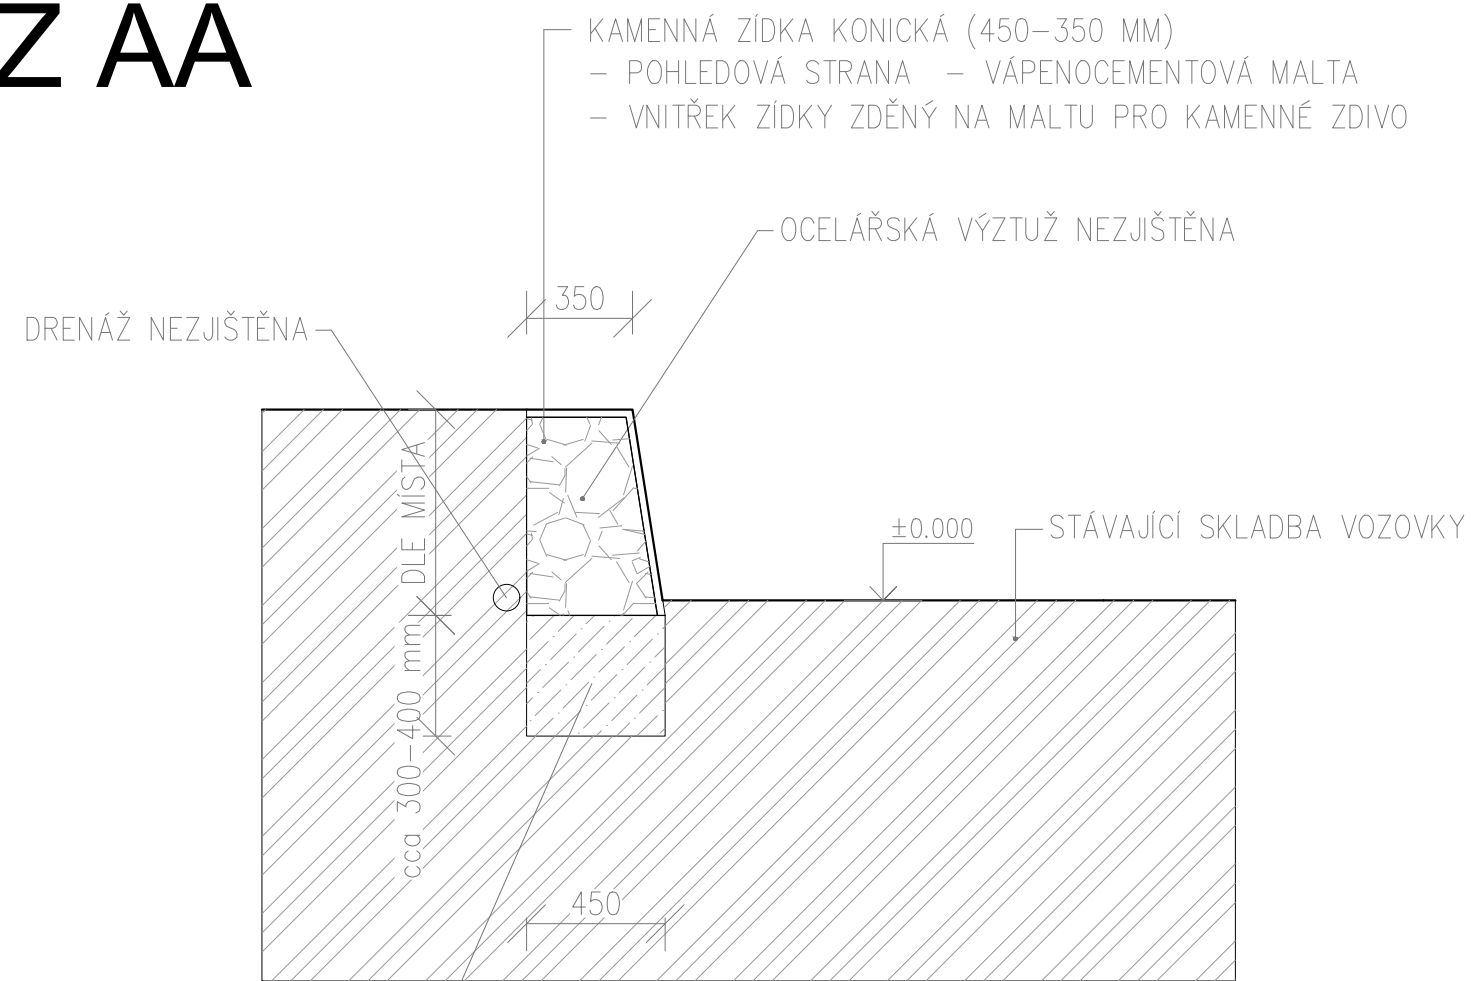 Z AA
KAMENNÁ ZÍDKA KONICKÁ (450-350 MM)
- POHLEDOVÁ STRANA - VÁPENOCEMENTOVÁ MALTA
- VNITŘEK ZÍDKY ZDĚNÝ NA MALTU PRO KAMENNÉ ZDIVO
OCELÁŘSKÁ VÝZTUŽ NEZJIŠTĚNA
350
DRENÁŽ NEZJIŠTĚNA
DLE MÍSTA
±0.000
STÁVAJÍCÍ SKLADBA VOZOVKY
cca 300-400 mm
450